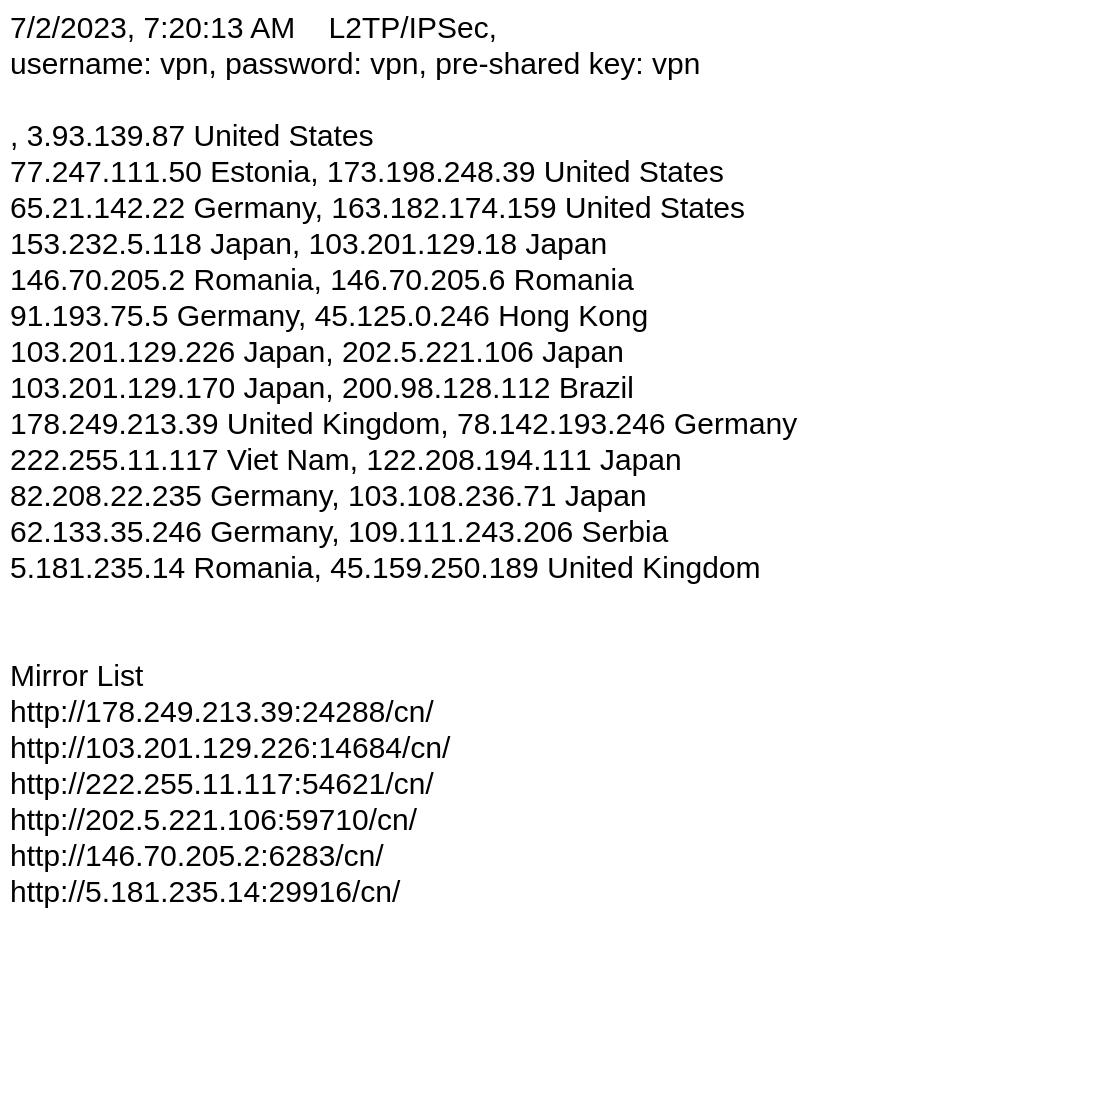 7/2/2023, 7:20:13 AM    L2TP/IPSec,
username: vpn, password: vpn, pre-shared key: vpn
, 3.93.139.87 United States
77.247.111.50 Estonia, 173.198.248.39 United States
65.21.142.22 Germany, 163.182.174.159 United States
153.232.5.118 Japan, 103.201.129.18 Japan
146.70.205.2 Romania, 146.70.205.6 Romania
91.193.75.5 Germany, 45.125.0.246 Hong Kong
103.201.129.226 Japan, 202.5.221.106 Japan
103.201.129.170 Japan, 200.98.128.112 Brazil
178.249.213.39 United Kingdom, 78.142.193.246 Germany
222.255.11.117 Viet Nam, 122.208.194.111 Japan
82.208.22.235 Germany, 103.108.236.71 Japan
62.133.35.246 Germany, 109.111.243.206 Serbia
5.181.235.14 Romania, 45.159.250.189 United Kingdom
Mirror List
http://178.249.213.39:24288/cn/
http://103.201.129.226:14684/cn/
http://222.255.11.117:54621/cn/
http://202.5.221.106:59710/cn/
http://146.70.205.2:6283/cn/
http://5.181.235.14:29916/cn/